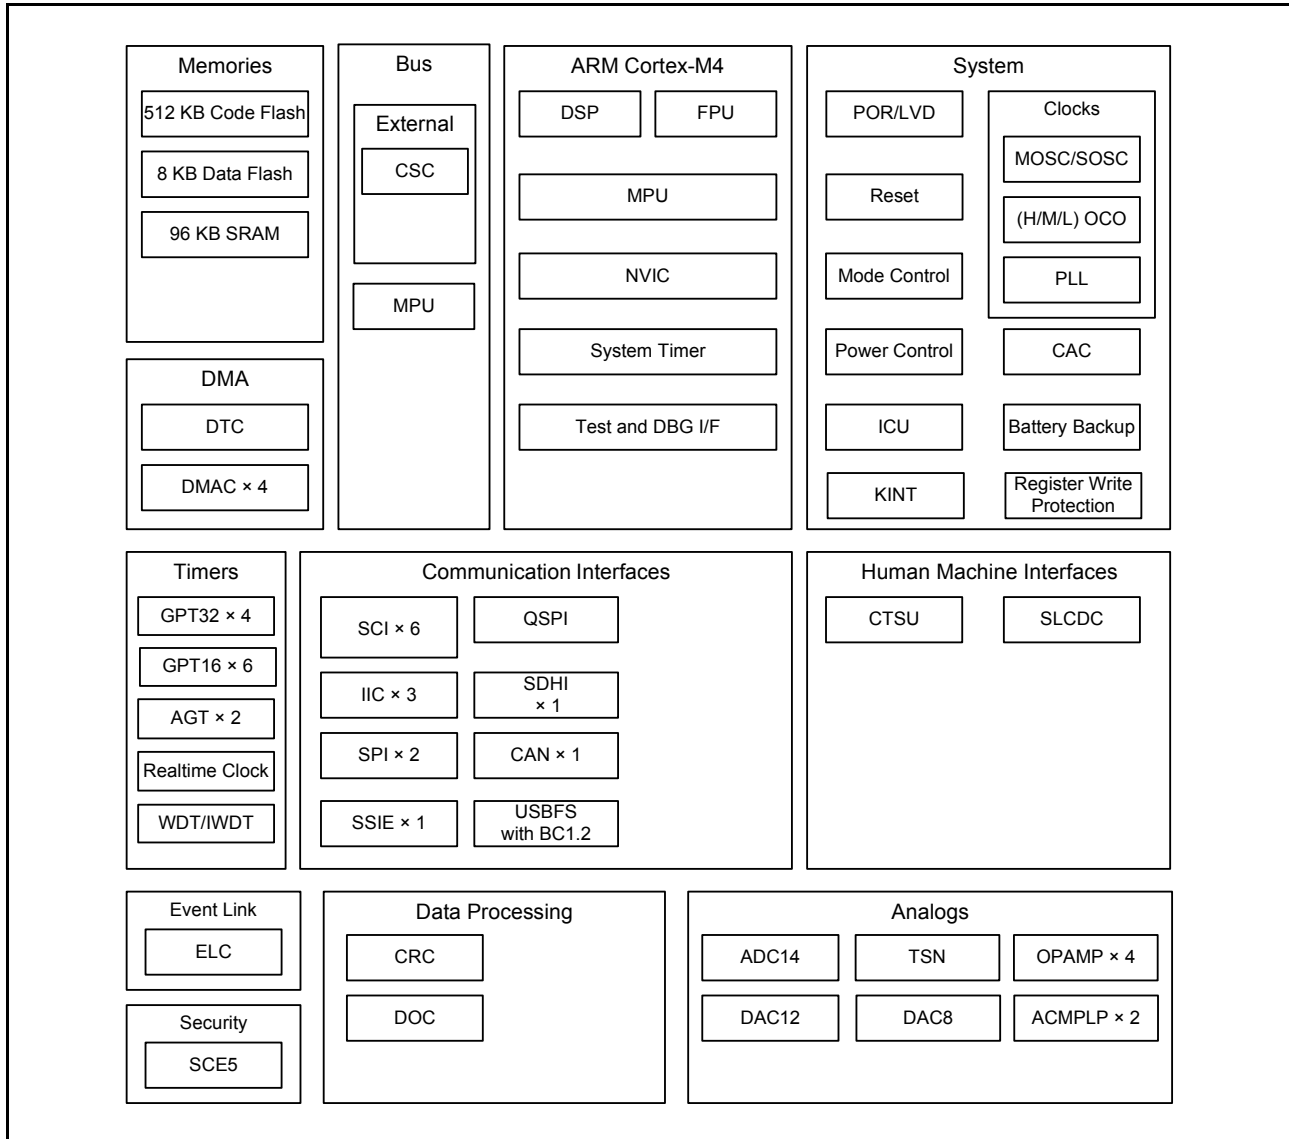 Memories
512 KB Code Flash
8 KB Data Flash
96 KB SRAM
DMA
DTC
DMAC × 4
Bus
External
CSC
MPU
ARM Cortex-M4
DSP
FPU
MPU
NVIC
System Timer
Test and DBG I/F
System
POR/LVD
Reset
Mode Control
Power Control
ICU
KINT
Clocks
MOSC/SOSC
(H/M/L) OCO
PLL
CAC
Battery Backup
Register Write
Protection
Timers
GPT32 × 4
GPT16 × 6
AGT × 2
Realtime Clock
WDT/IWDT
Communication Interfaces
SCI × 6
IIC × 3
SPI × 2
SSIE × 1
QSPI
SDHI
× 1
CAN × 1
USBFS
with BC1.2
Human Machine Interfaces
CTSU
SLCDC
Event Link
ELC
Security
SCE5
Data Processing
CRC
DOC
Analogs
ADC14
TSN
OPAMP × 4
DAC12
DAC8
ACMPLP × 2